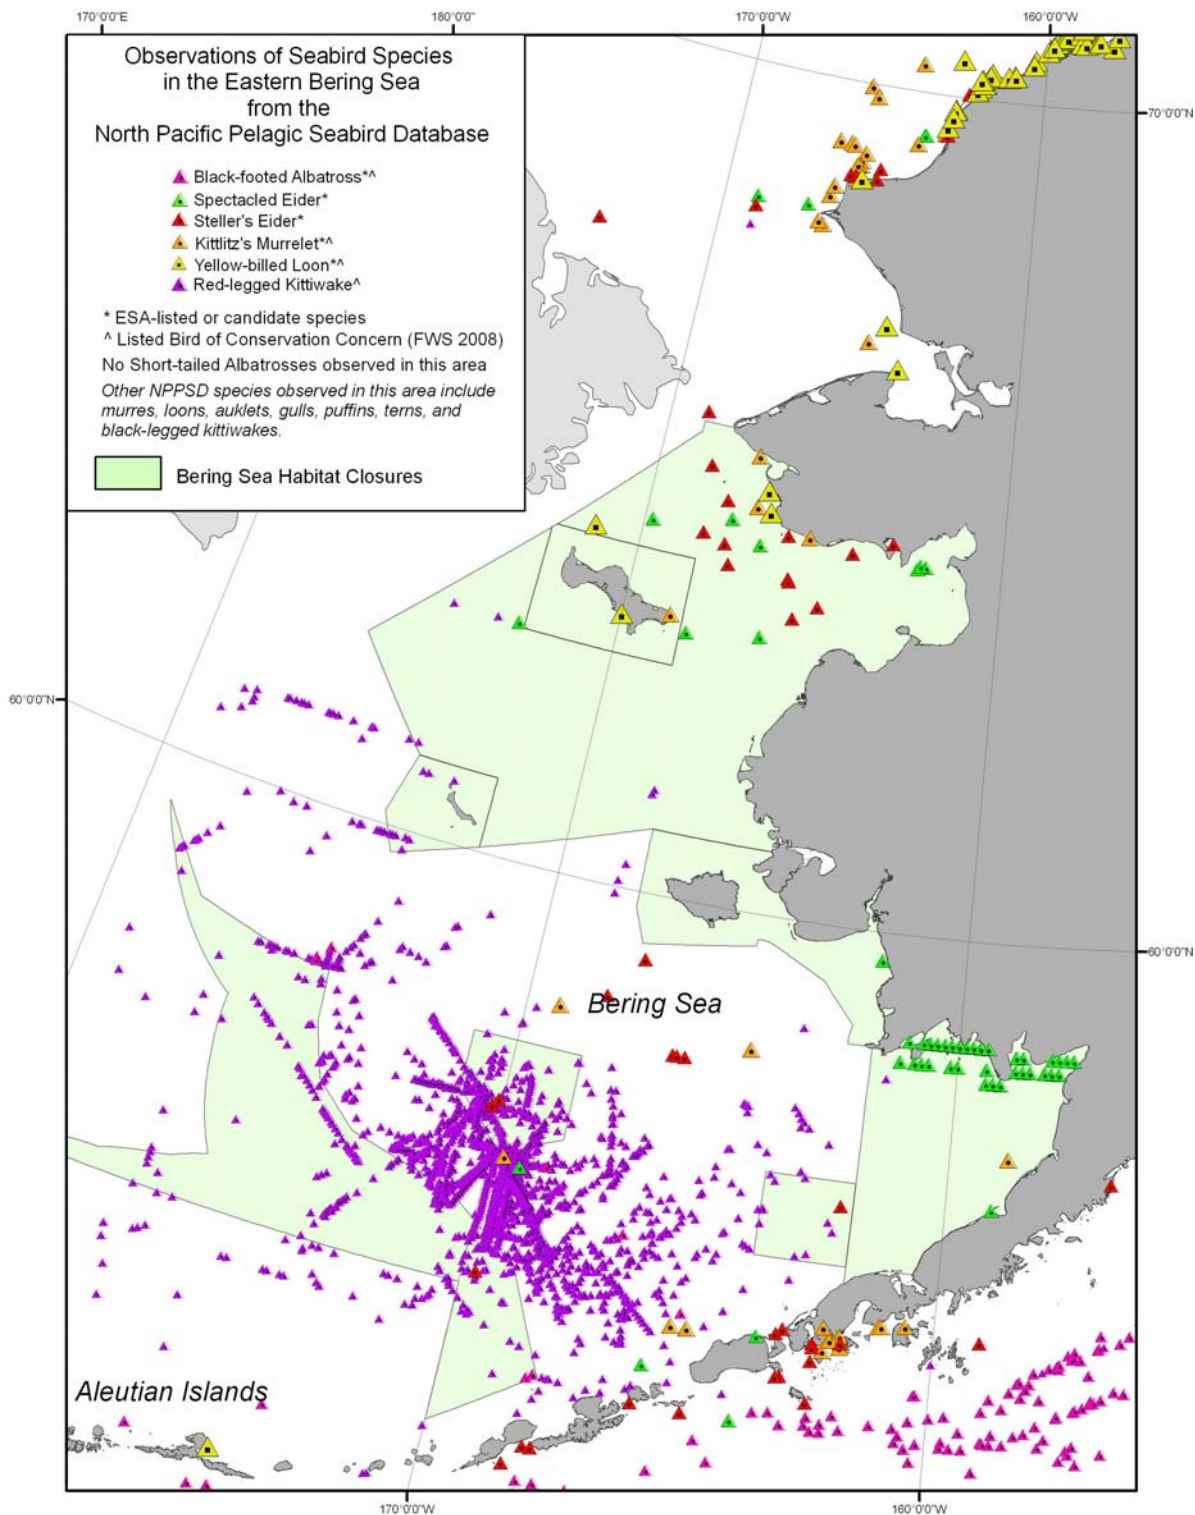 170°0'0"E
180°0'0"
170°0'0"W
160°0'0"W
Observations of Seabird Species
in the Eastern Bering Sea
from the
North Pacific Pelagic Seabird Database
Black-footed Albatross*^
Spectacled Eider*
Steller's Eider*
Kittlitz's Murrelet*^
Yellow-billed Loon*^
Red-legged Kittiwake^
* ESA-listed or candidate species
^ Listed Bird of Conservation Concern (FWS 2008)
No Short-tailed Albatrosses observed in this area
Other NPPSD species observed in this area include
murres, loons, auklets, gulls, puffins, terns, and
black-legged kittiwakes.
Bering Sea Habitat Closures
70°0'0"N
60°0'0"N
60°0'0"N
Bering Sea
Aleutian Islands
170°0'0"W
160°0'0"W